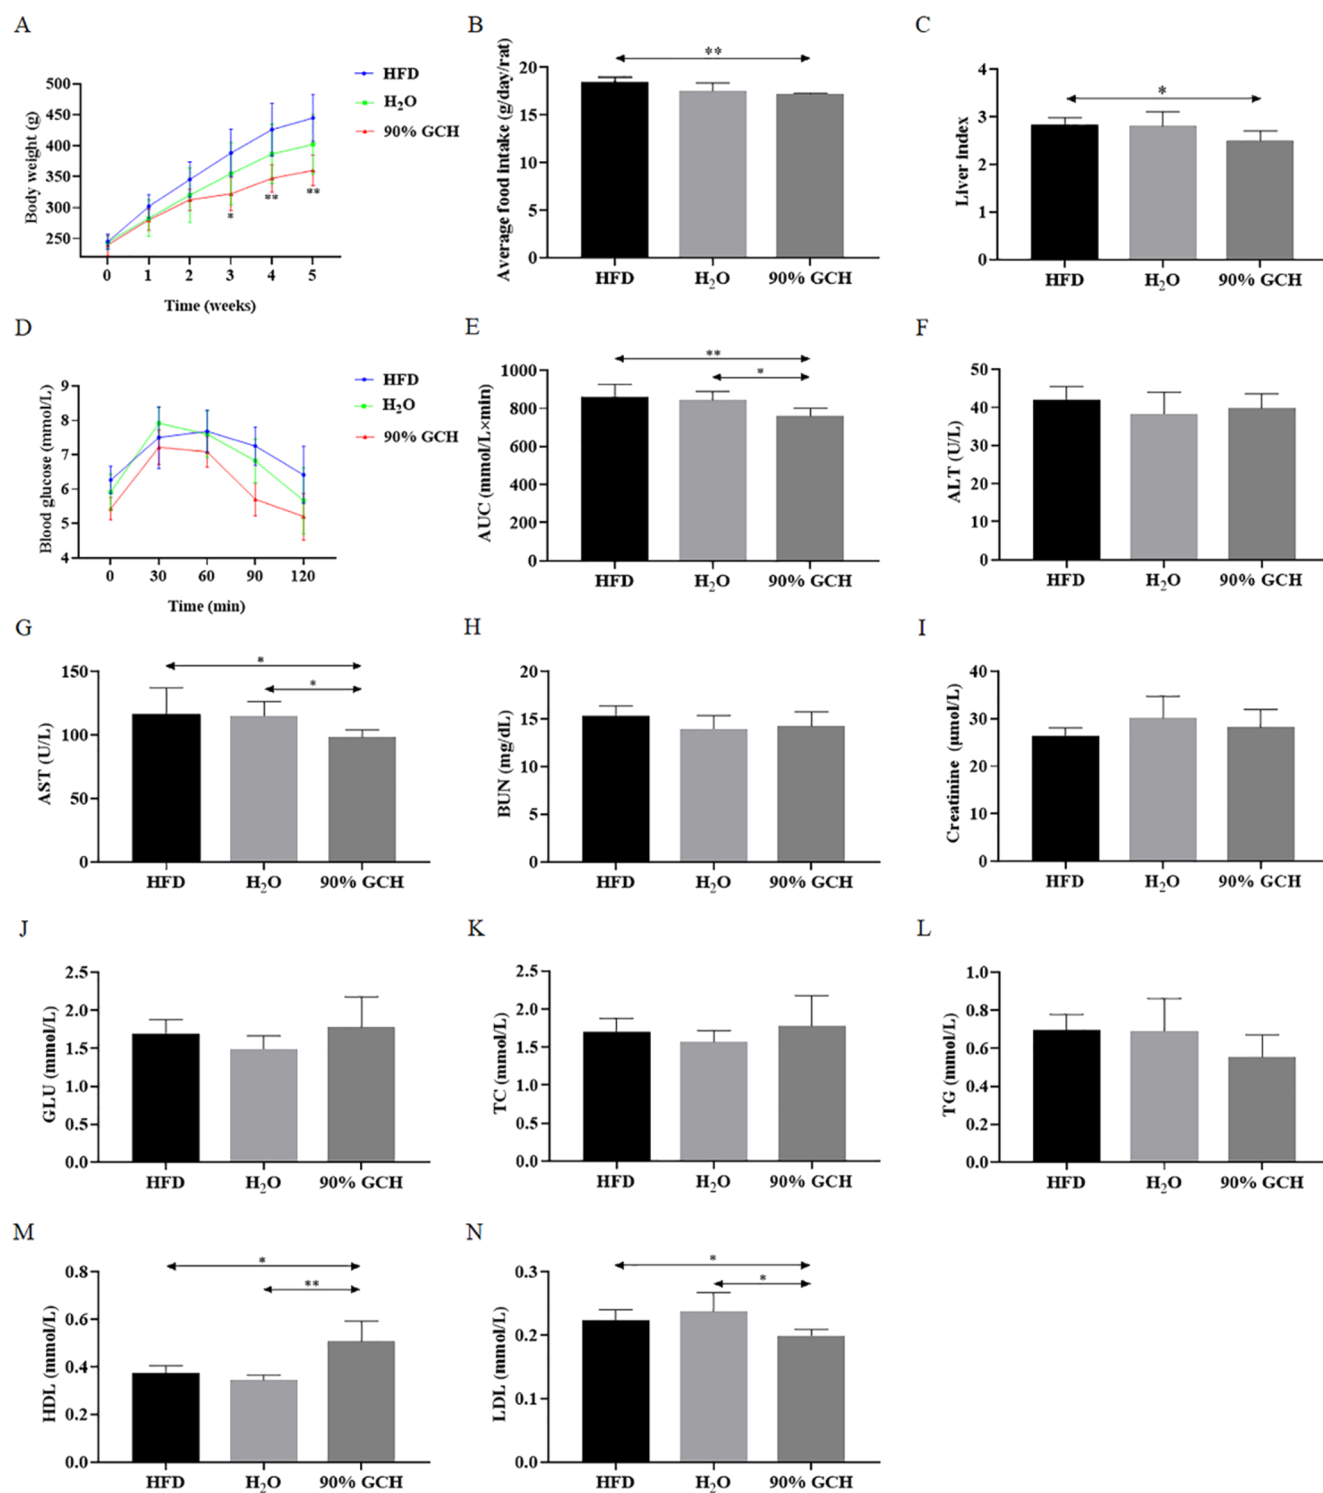 A
Body weight (g)
500
450
400
350
300
250
0 1 2 3 4 5
Time (weeks)
HFD
H₂O
90% GCH
*
**
**
B
Average food intake (g/day/rat)
20
15
10
5
0
**
HFD H₂O 90% GCH
C
Liver index
4
3
2
1
0
*
HFD H₂O 90% GCH
D
Blood glucose (mmol/L)
9
8
7
6
5
4
0 30 60 90 120
Time (min)
HFD
H₂O
90% GCH
E
AUC (mmol/L×min)
1000
800
600
400
200
0
**
*
HFD H₂O 90% GCH
F
ALT (U/L)
50
40
30
20
10
0
HFD H₂O 90% GCH
G
AST (U/L)
150
100
50
0
*
*
HFD H₂O 90% GCH
H
BUN (mg/dL)
20
15
10
5
0
HFD H₂O 90% GCH
I
Creatinine (μmol/L)
40
30
20
10
0
HFD H₂O 90% GCH
J
GLU (mmol/L)
2.5
2.0
1.5
1.0
0.5
0.0
HFD H₂O 90% GCH
K
TC (mmol/L)
2.5
2.0
1.5
1.0
0.5
0.0
HFD H₂O 90% GCH
L
TG (mmol/L)
1.0
0.8
0.6
0.4
0.2
0.0
HFD H₂O 90% GCH
M
HDL (mmol/L)
0.8
0.6
0.4
0.2
0.0
*
**
HFD H₂O 90% GCH
N
LDL (mmol/L)
0.3
0.2
0.1
0.0
*
*
HFD H₂O 90% GCH